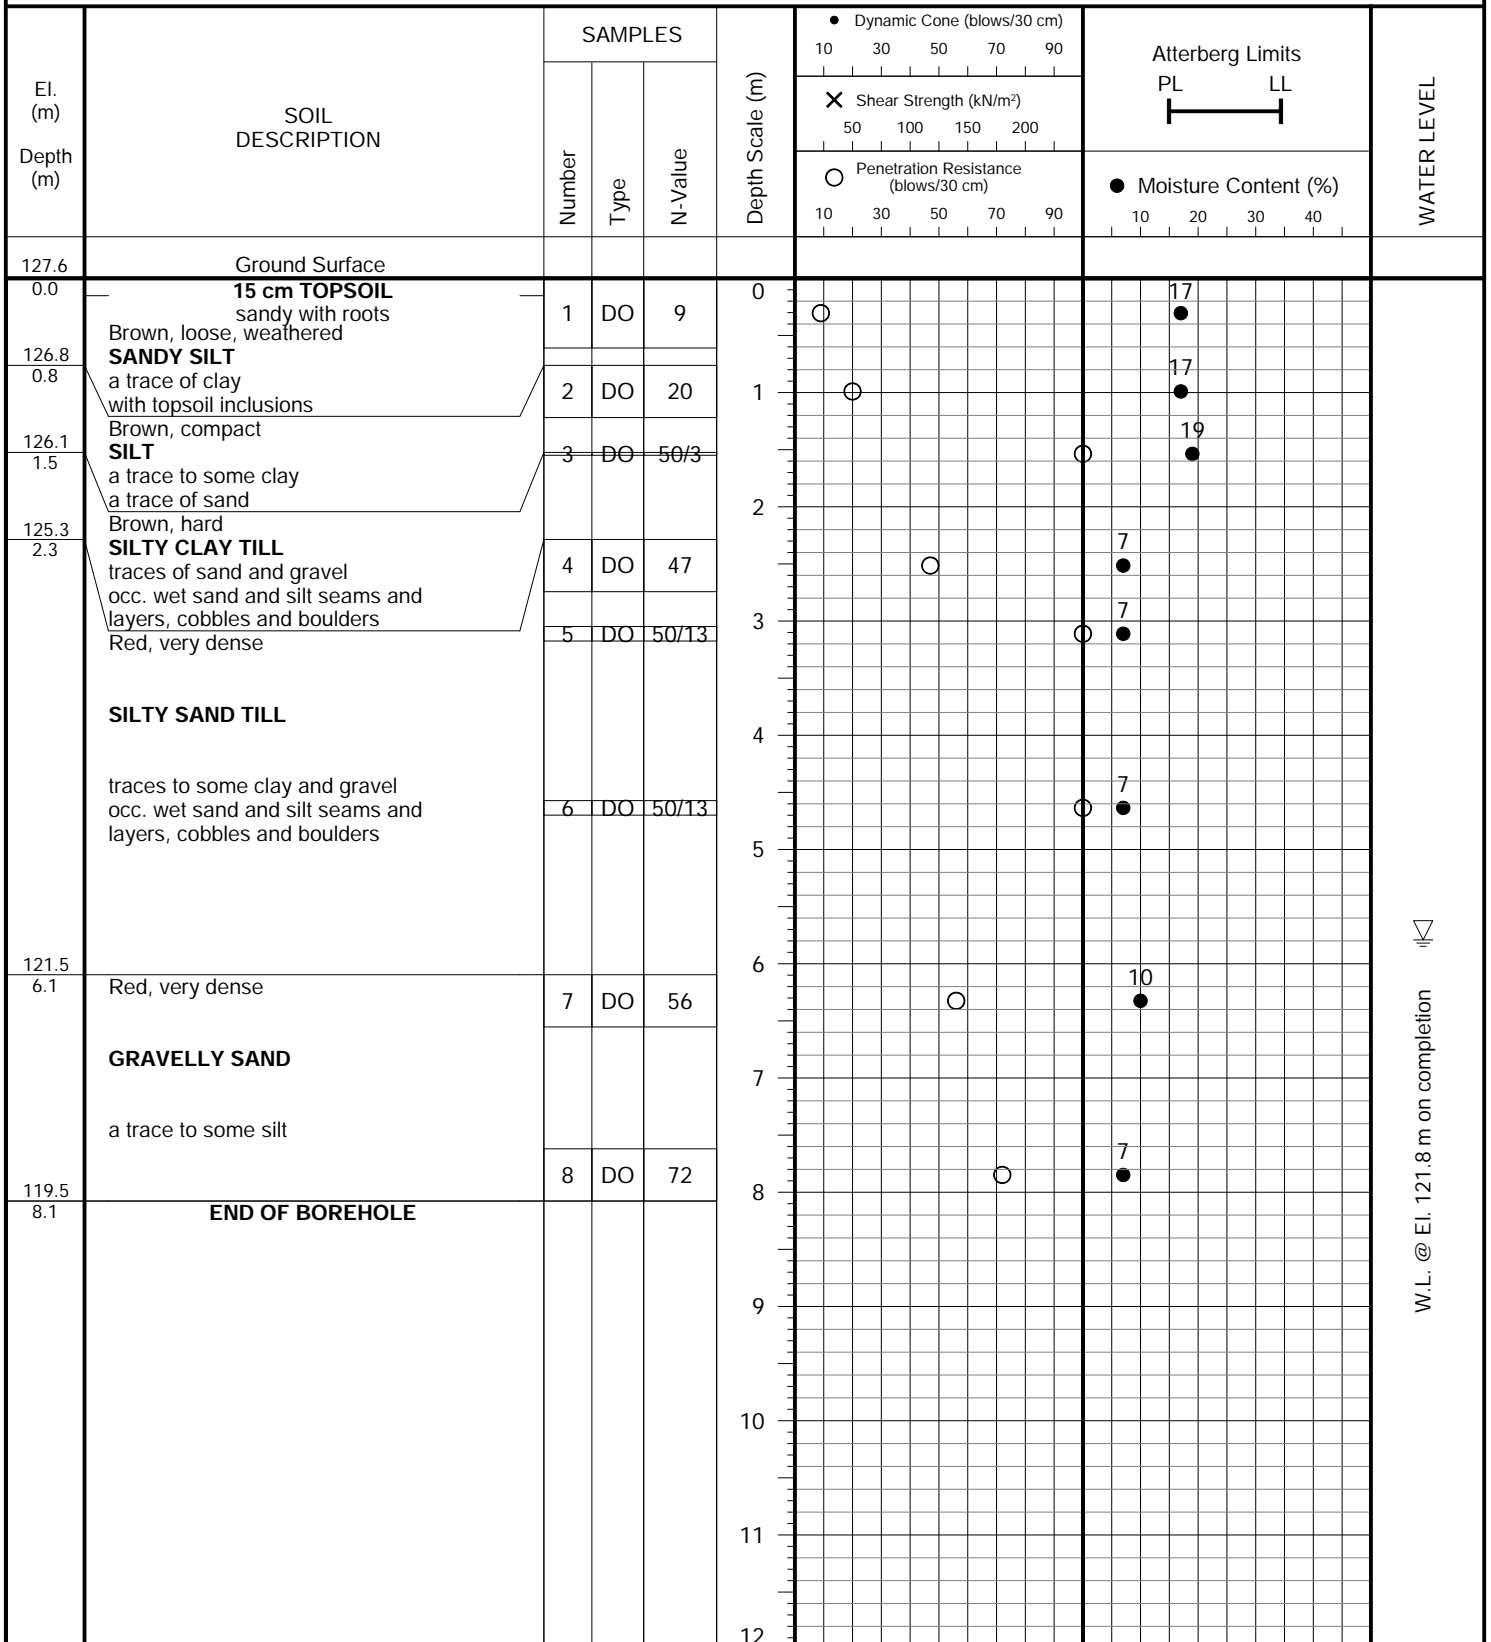 El.
(m)
Depth
(m)
SOIL
DESCRIPTION
SAMPLES
Number
Type
N-Value
Depth Scale (m)
Dynamic Cone (blows/30 cm)
10 30 50 70 90
Shear Strength (kN/m²)
50 100 150 200
Penetration Resistance
(blows/30 cm)
10 30 50 70 90
Atterberg Limits
PL LL
Moisture Content (%)
10 20 30 40
WATER LEVEL
127.6 Ground Surface
0.0 15 cm TOPSOIL 0 17
sandy with roots 1 DO 9
Brown, loose, weathered
126.8 SANDY SILT 17
0.8 a trace of clay 2 DO 20 1
with topsoil inclusions
Brown, compact 19
126.1 SILT 3 DO 50/3
1.5 a trace to some clay
a trace of sand 2
Brown, hard
125.3 SILTY CLAY TILL 7
2.3 traces of sand and gravel 4 DO 47
occ. wet sand and silt seams and
layers, cobbles and boulders 3 7
Red, very dense 5 DO 50/13
SILTY SAND TILL
4
traces to some clay and gravel 7
occ. wet sand and silt seams and 6 DO 50/13
layers, cobbles and boulders
5
121.5 6
6.1 Red, very dense 7 DO 56 10
GRAVELLY SAND
7
a trace to some silt 7
8 DO 72
119.5 8
8.1 END OF BOREHOLE
9
10
11
12
W.L. @ El. 121.8 m on completion